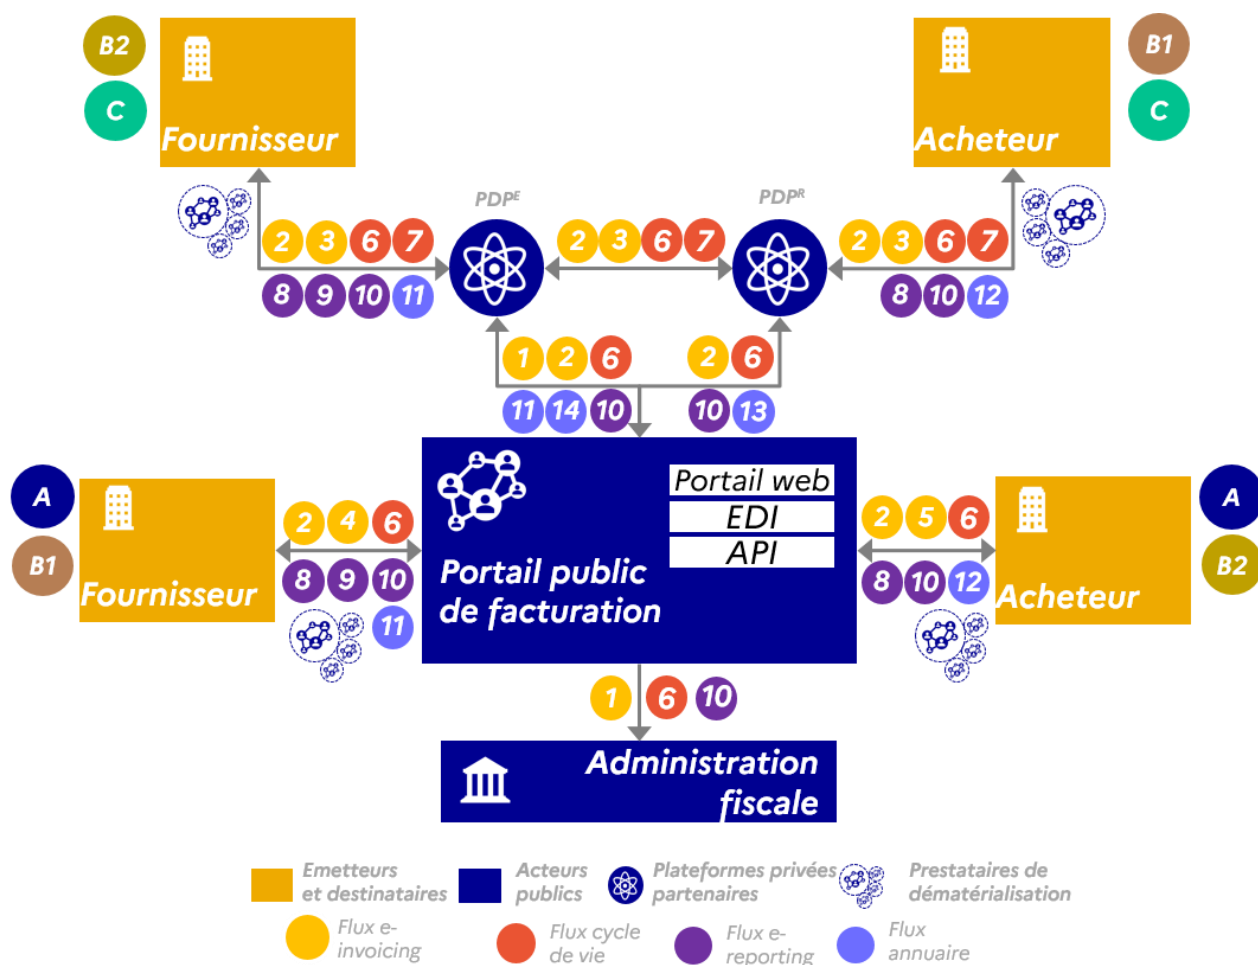 B2
B1
C
C
Fournisseur
Acheteur
PDPᴱ
PDPᴿ
2 3 6 7
2 3 6 7
2 3 6 7
8 9 10 11
8 10 12
1 2 6
2 6
11 14 10
10 13
A
A
B1
B2
Portail web
EDI
API
2 4 6
2 5 6
8 9 10
8 10 12
11
Fournisseur
Portail public
de facturation
Acheteur
1 6 10
Administration
fiscale
Emetteurs
et destinataires
Acteurs
publics
Plateformes privées
partenaires
Prestataires de
dématérialisation
Flux e-
invoicing
Flux cycle
de vie
Flux e-
reporting
Flux
annuaire